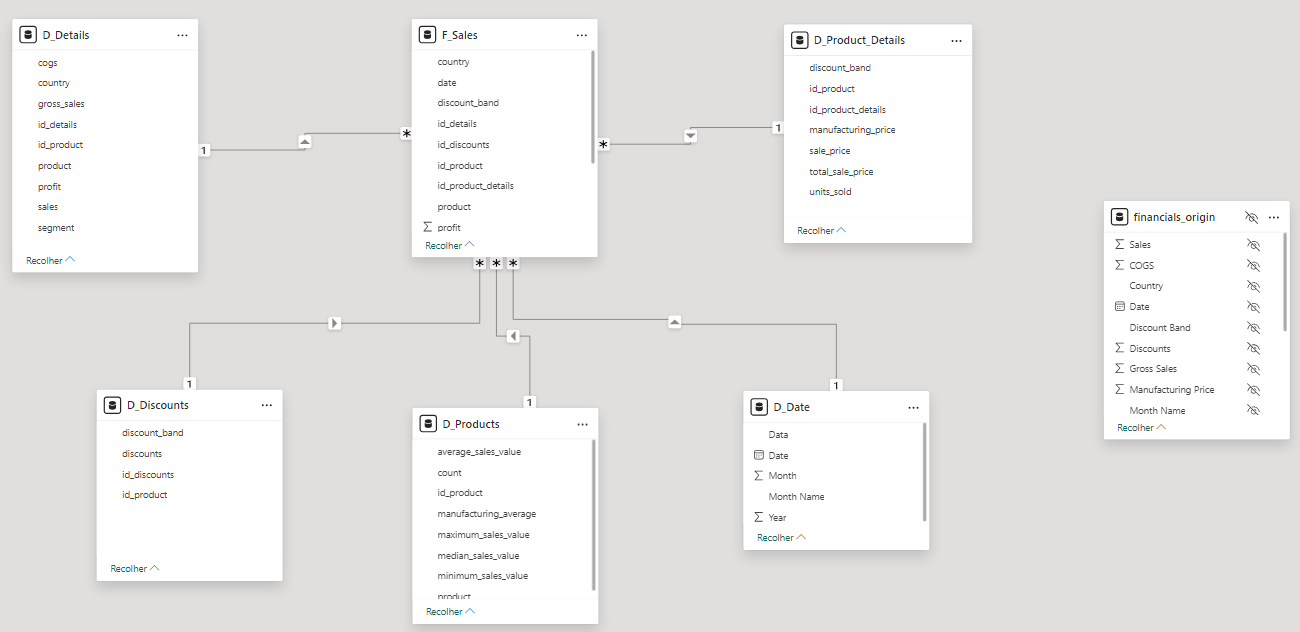 D_Details
cogs
country
gross_sales
id_details
id_product
product
profit
sales
segment
Recolher
F_Sales
country
date
discount_band
id_details
id_discounts
id_product
id_product_details
product
Σ profit
Recolher
D_Product_Details
discount_band
id_product
id_product_details
manufacturing_price
sale_price
total_sale_price
units_sold
Recolher
financials_origin
Σ Sales
Σ COGS
Country
Date
Discount Band
Σ Discounts
Σ Gross Sales
Σ Manufacturing Price
Month Name
Recolher
1
*
*
1
* * *
1
1
1
D_Discounts
discount_band
discounts
id_discounts
id_product
Recolher
D_Products
average_sales_value
count
id_product
manufacturing_average
maximum_sales_value
median_sales_value
minimum_sales_value
product
Recolher
D_Date
Data
Date
Σ Month
Month Name
Σ Year
Recolher